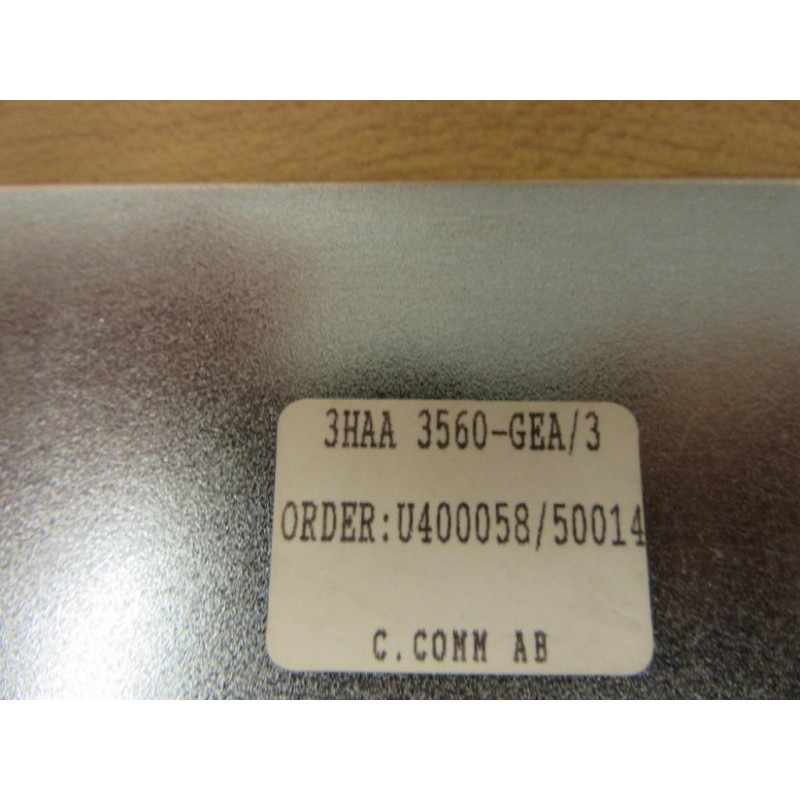 3HAA 3560-GEA/3
ORDER:U400058/50014
C.COMM AB